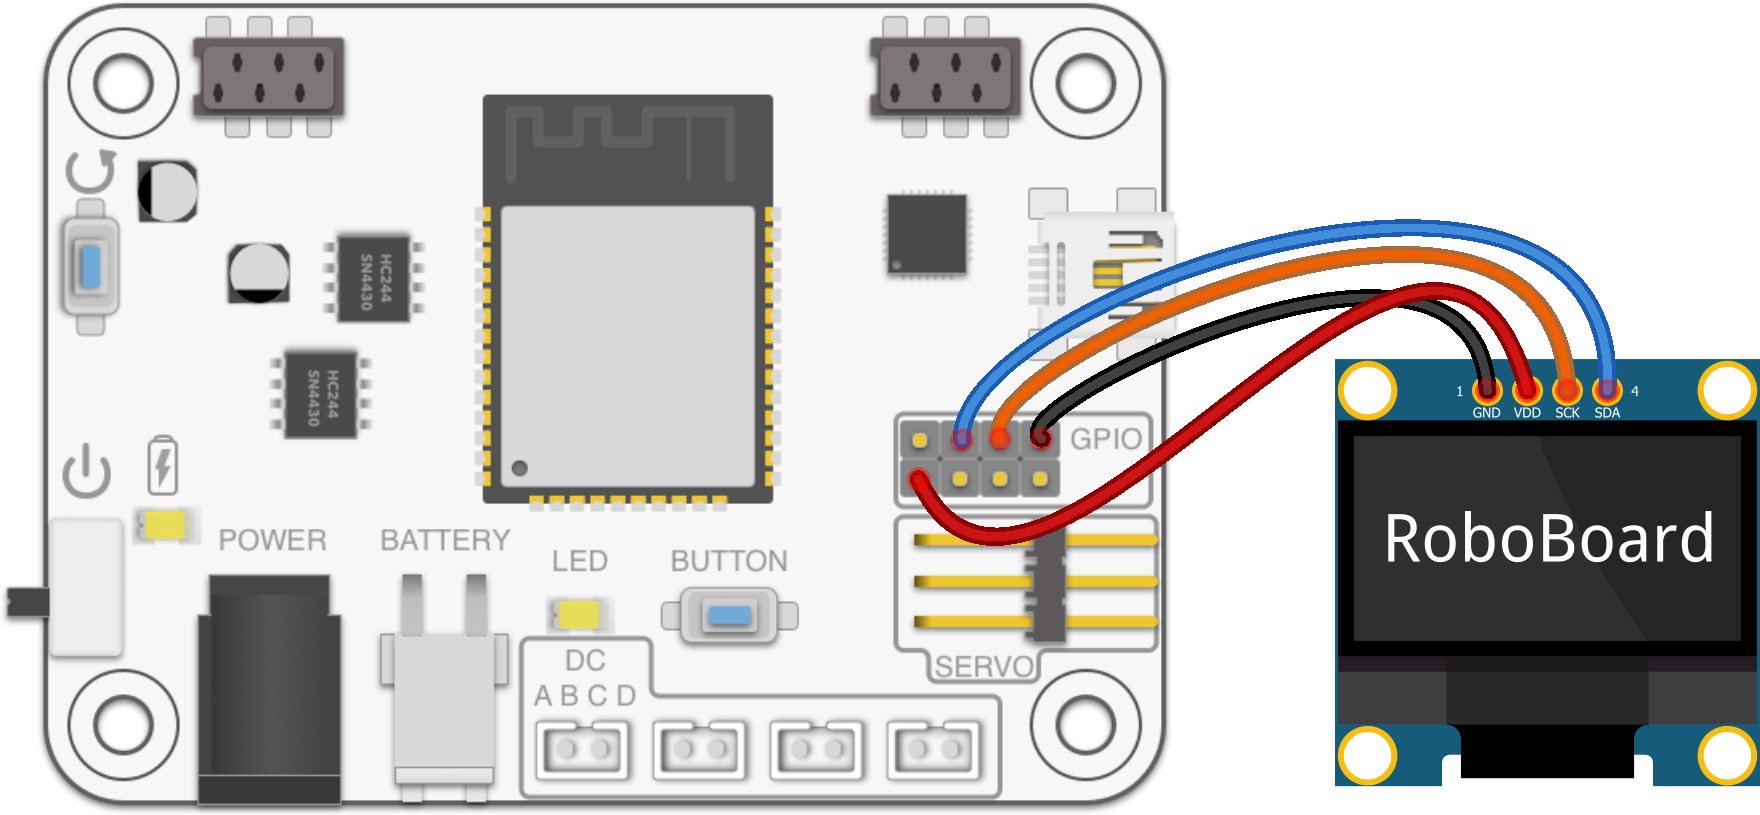 HC244
SN4430
HC244
SN4430
POWER
BATTERY
LED
BUTTON
GPIO
SERVO
DC
A B C D
1 4
GND VDD SCK SDA
RoboBoard